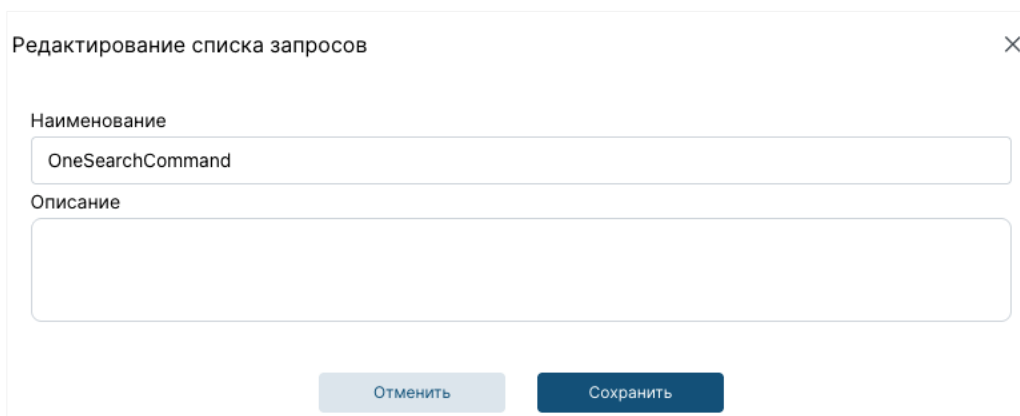 Редактирование списка запросов
Наименование
OneSearchCommand
Описание
Отменить Сохранить